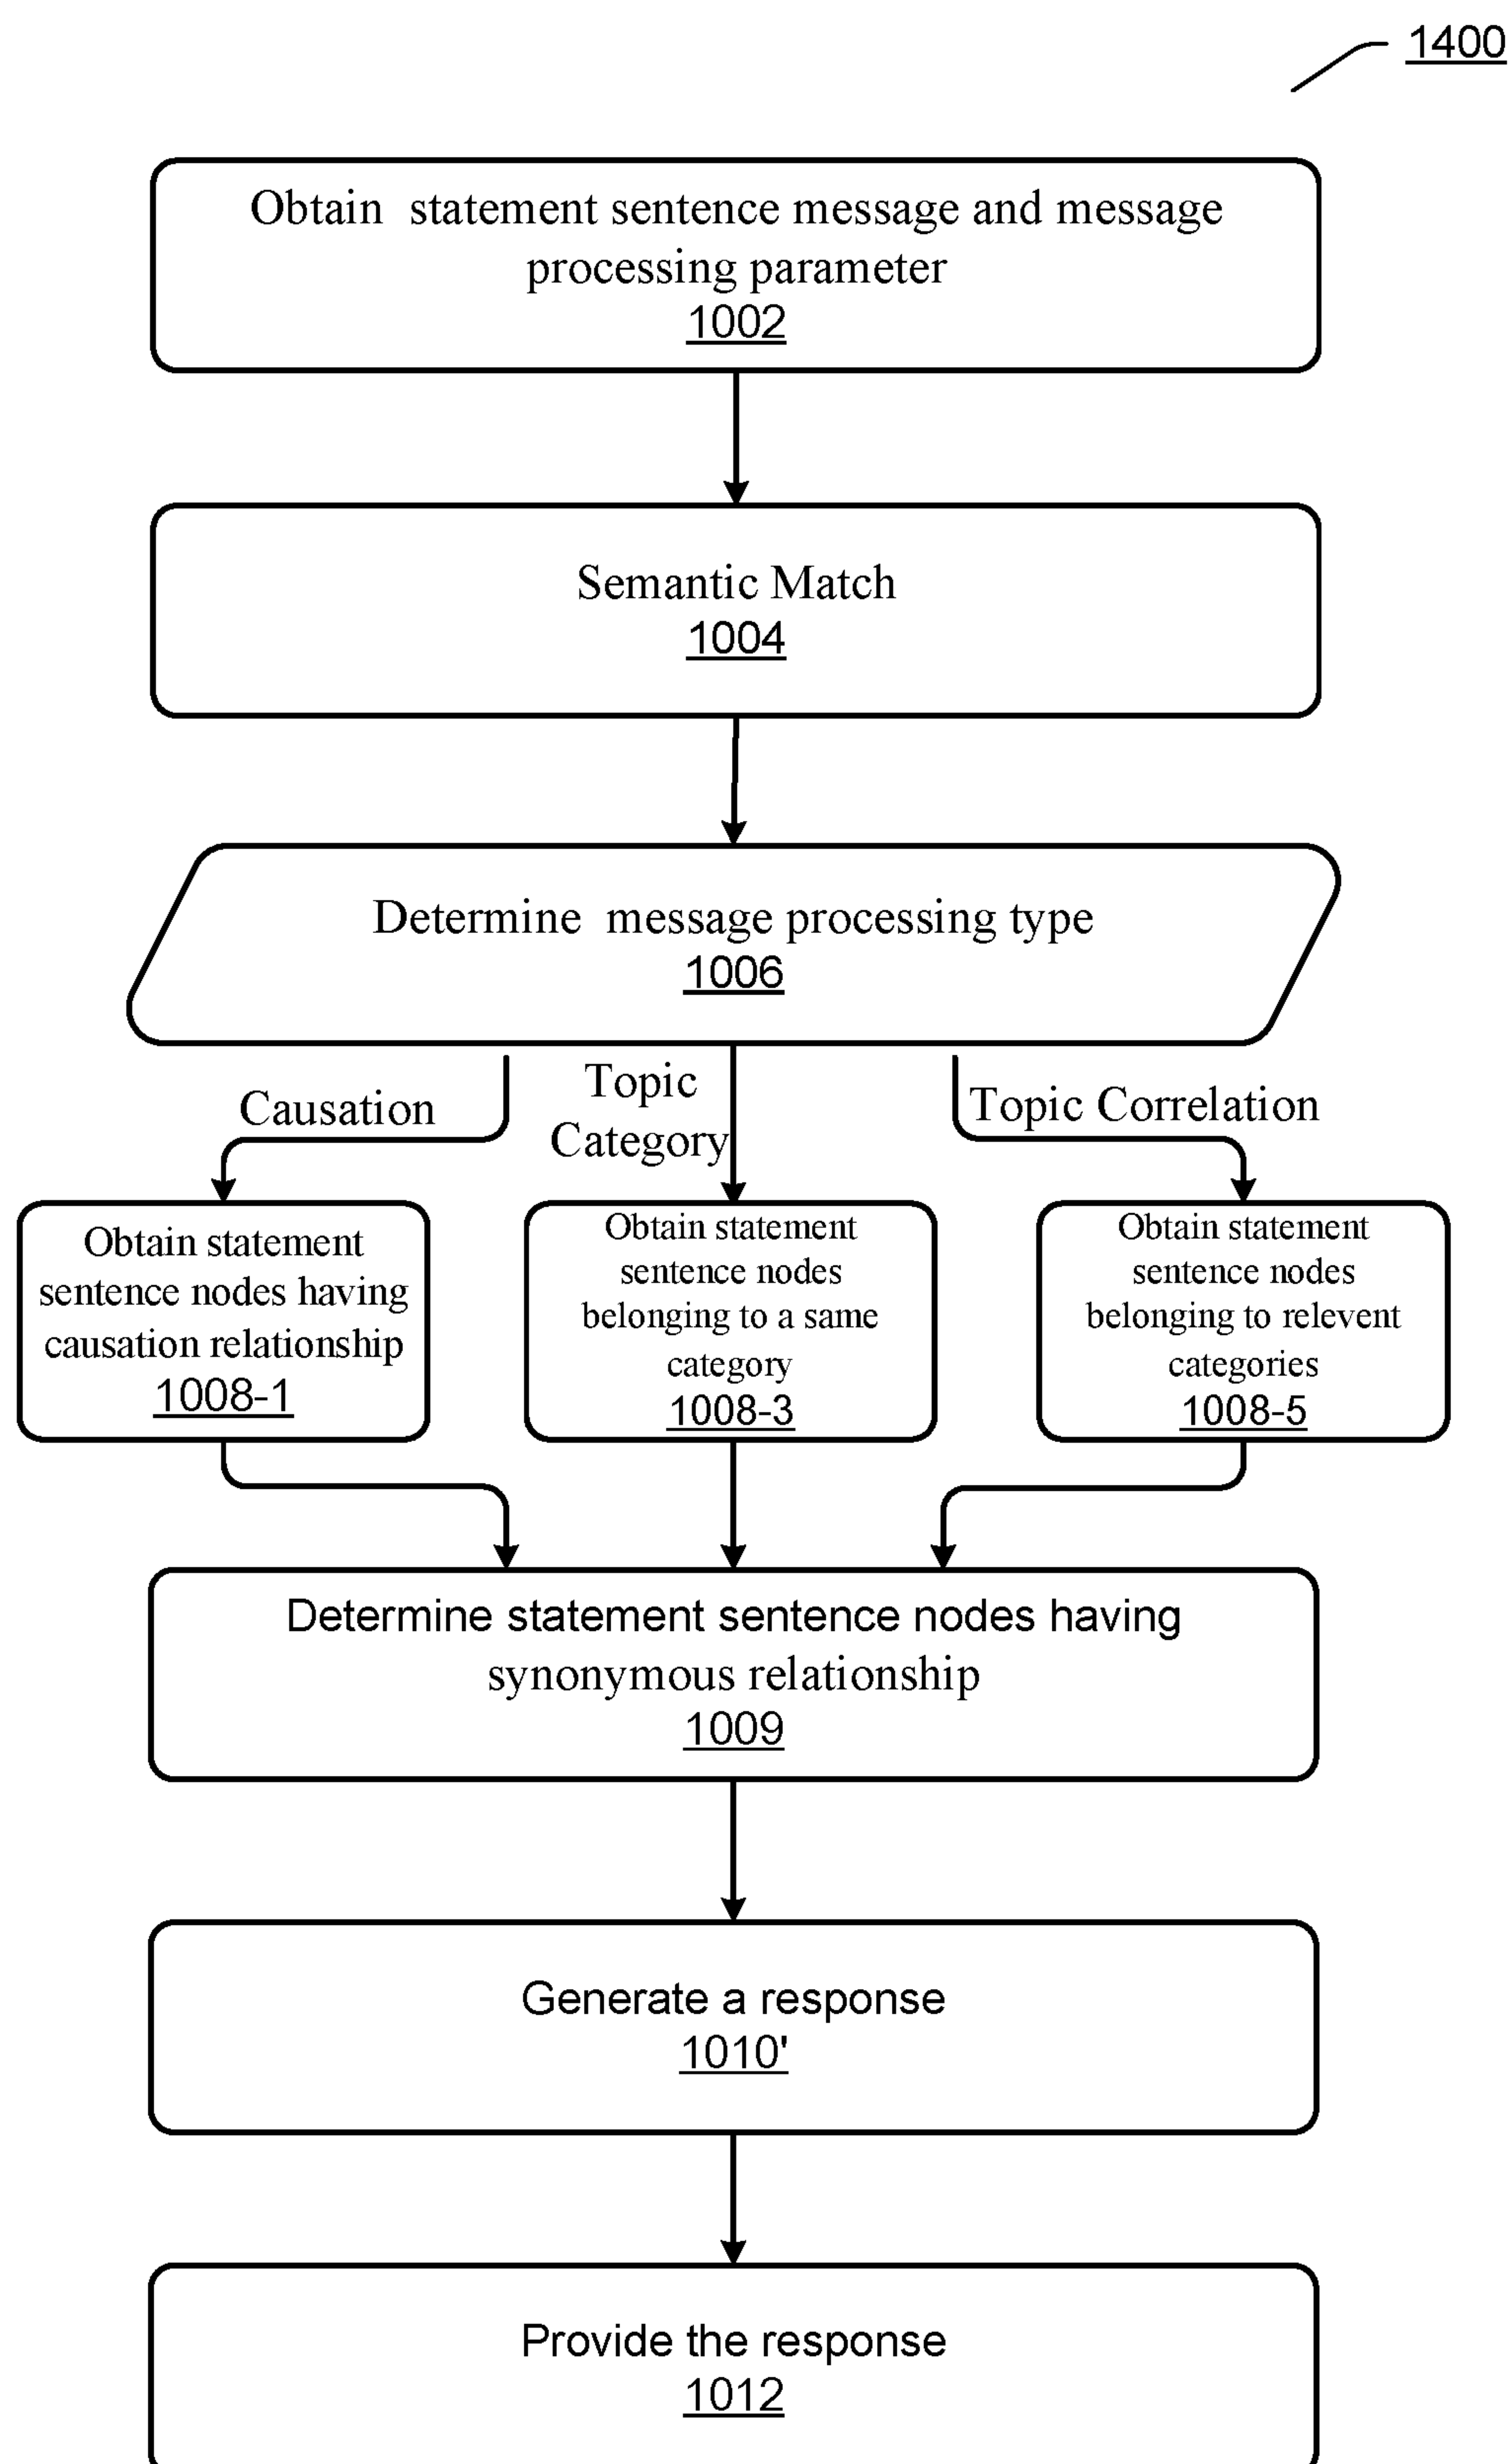 1400
Obtain statement sentence message and message
processing parameter
1002
Semantic Match
1004
Determine message processing type
1006
Causation
Topic
Category
Topic Correlation
Obtain statement
sentence nodes having
causation relationship
1008-1
Obtain statement
sentence nodes
belonging to a same
category
1008-3
Obtain statement
sentence nodes
belonging to relevent
categories
1008-5
Determine statement sentence nodes having
synonymous relationship
1009
Generate a response
1010'
Provide the response
1012